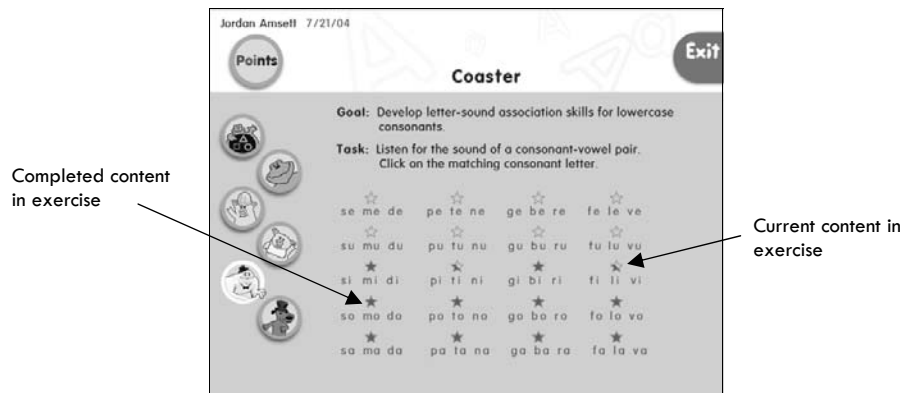 Jordan Amsell 7/21/04
Points
Exit
Coaster
Goal: Develop letter-sound association skills for lowercase
consonants.
Task: Listen for the sound of a consonant-vowel pair.
Click on the matching consonant letter.
Completed content
in exercise
Current content in
exercise
se me de pe te ne ge be re fe le ve
su mu du pu tu nu gu bu ru fu lu vu
si mi di pi ti ni gi bi ri fi li vi
so mo do po to no go bo ro fo lo vo
sa ma da pa ta na ga ba ra fa la va